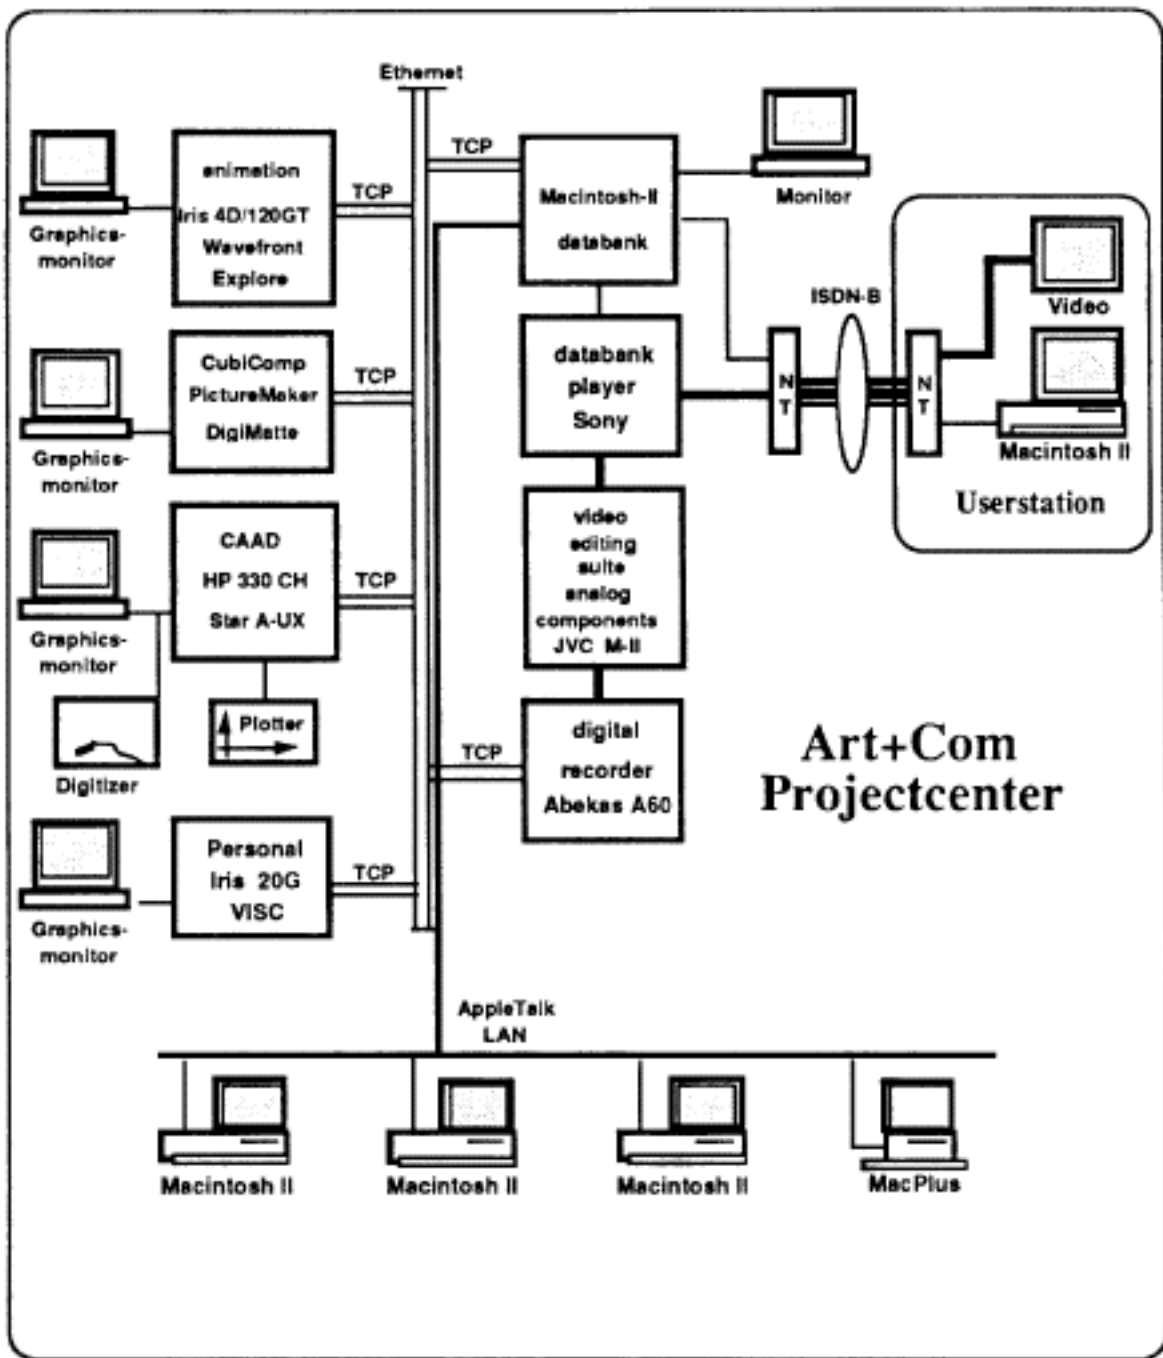 Ethernet
TCP
Monitor
animation
Iris 4D/120GT
Wavefront
Explore
TCP
Graphics-
monitor
Macintosh-II
databank
ISDN-B
Video
CubiComp
PictureMaker
DigiMatte
TCP
Graphics-
monitor
databank
player
Sony
NT
NT
Macintosh II
Userstation
CAAD
HP 330 CH
Star A-UX
TCP
Graphics-
monitor
video
editing
suite
analog
components
JVC M-II
Plotter
Digitizer
TCP
digital
recorder
Abekas A60
Art+Com
Projectcenter
Personal
Iris 20G
VISC
TCP
Graphics-
monitor
AppleTalk
LAN
Macintosh II
Macintosh II
Macintosh II
MacPlus